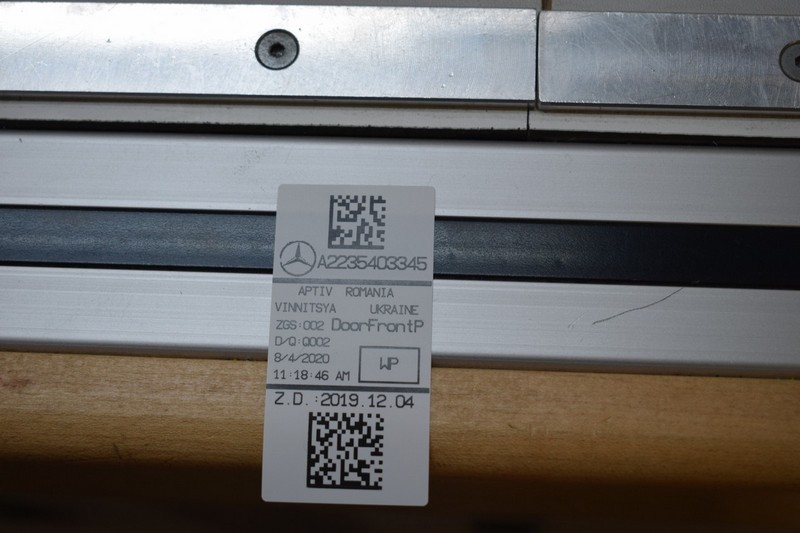 A2235403345
APTIV ROMANIA
VINNITSYA UKRAINE
ZGS:002 DoorFrontP
D/Q:Q002
8/4/2020
WP
11:18:46 AM
Z.D.:2019.12.04